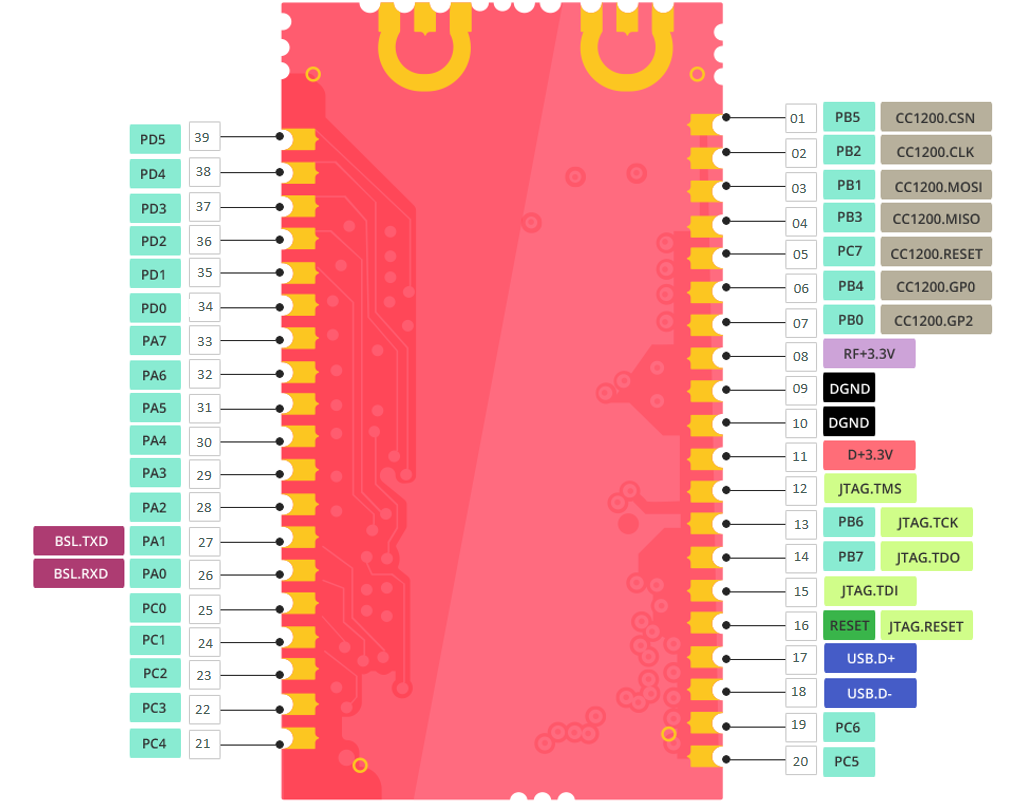 PD5 39
PD4 38
PD3 37
PD2 36
PD1 35
PD0 34
PA7 33
PA6 32
PA5 31
PA4 30
PA3 29
PA2 28
BSL.TXD PA1 27
BSL.RXD PA0 26
PC0 25
PC1 24
PC2 23
PC3 22
PC4 21
01 PB5 CC1200.CSN
02 PB2 CC1200.CLK
03 PB1 CC1200.MOSI
04 PB3 CC1200.MISO
05 PC7 CC1200.RESET
06 PB4 CC1200.GP0
07 PB0 CC1200.GP2
08 RF+3.3V
09 DGND
10 DGND
11 D+3.3V
12 JTAG.TMS
13 PB6 JTAG.TCK
14 PB7 JTAG.TDO
15 JTAG.TDI
16 RESET JTAG.RESET
17 USB.D+
18 USB.D-
19 PC6
20 PC5